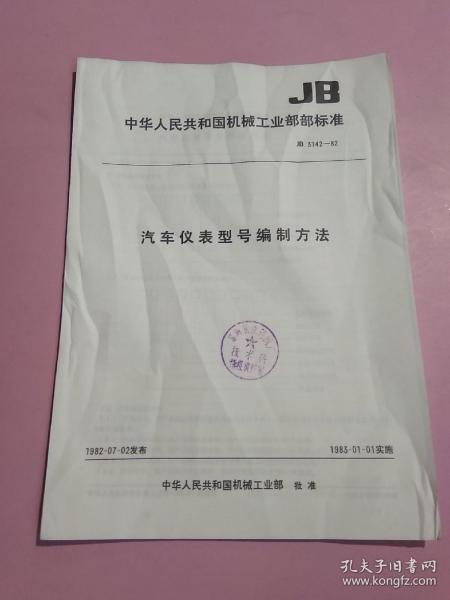 JB
中华人民共和国机械工业部部标准
JB 3142—82
汽车仪表型号编制方法
技术科
1982-07-02发布
1983-01-01实施
中华人民共和国机械工业部 批准
孔夫子旧书网
www.kongfz.com